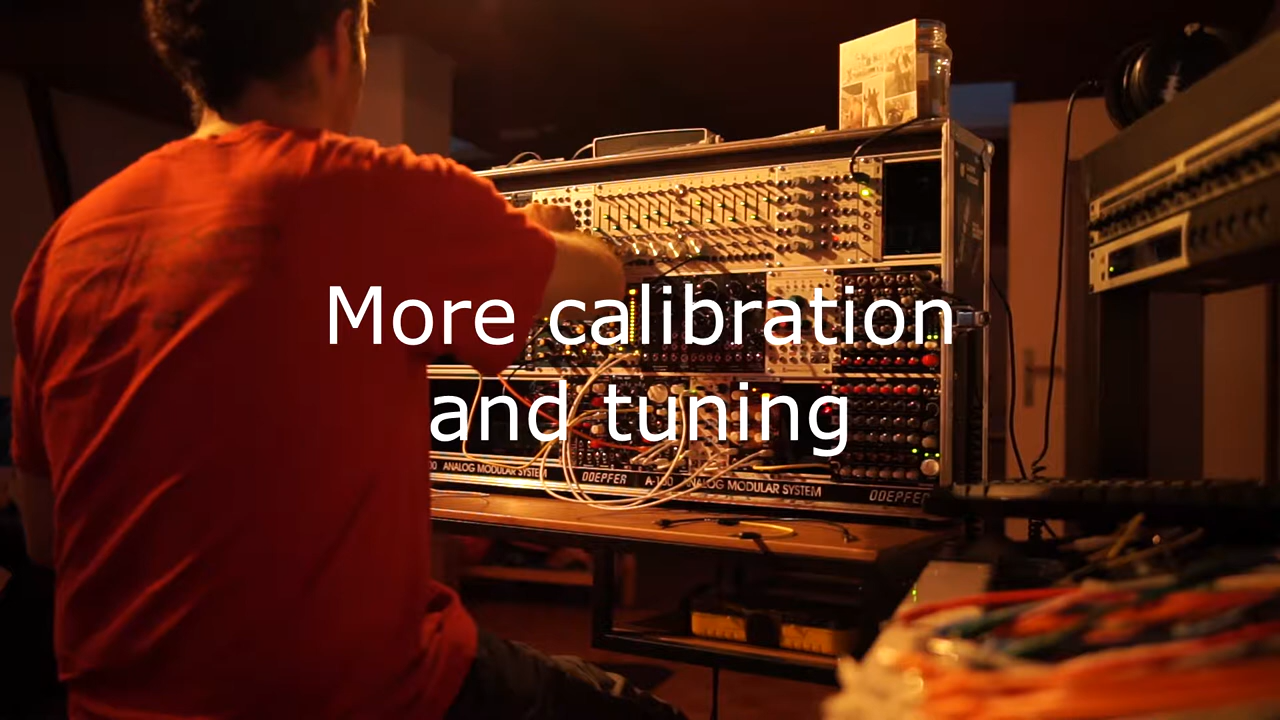 More calibration
and tuning
ANALOG MODULAR SYSTEM
DOEPFER
A-100
ANALOG MODULAR SYSTEM
DOEPFER